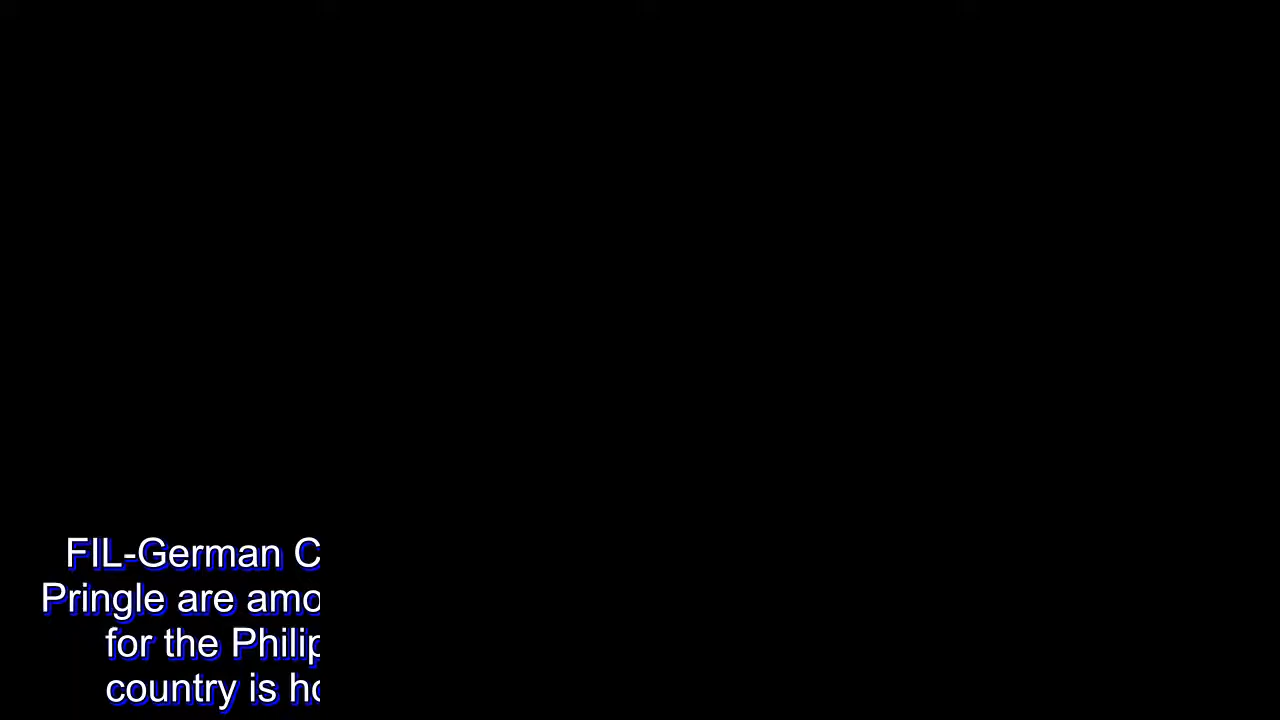 FIL-German C
Pringle are amo
for the Philip
country is ho